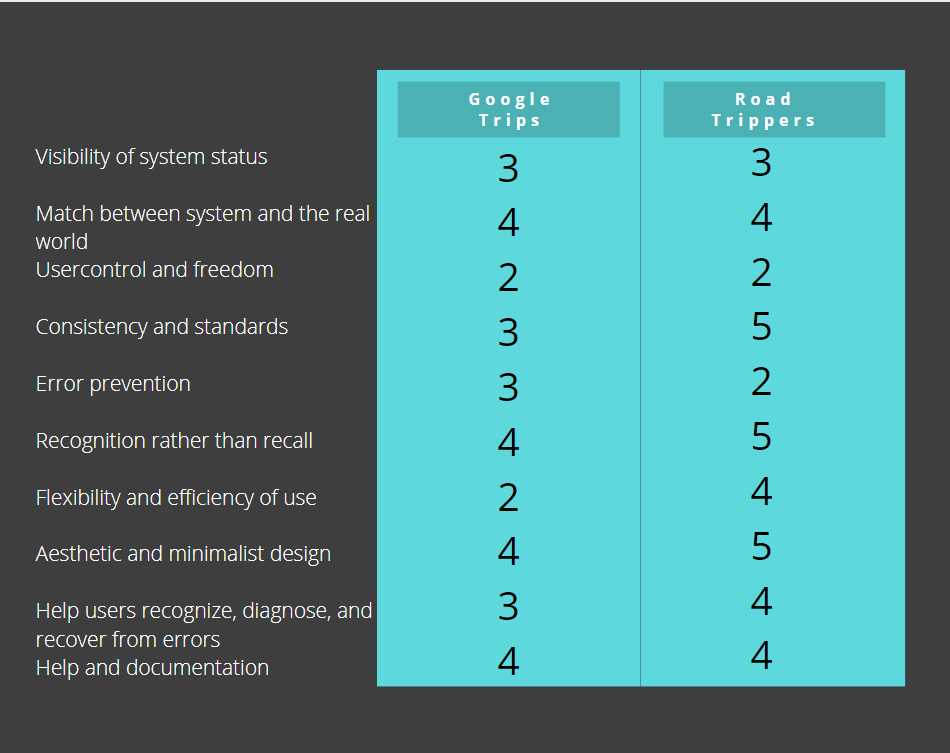 Google
Trips
Road
Trippers
Visibility of system status 3 3
Match between system and the real
world 4 4
Usercontrol and freedom 2 2
Consistency and standards 3 5
Error prevention 3 2
Recognition rather than recall 4 5
Flexibility and efficiency of use 2 4
Aesthetic and minimalist design 4 5
Help users recognize, diagnose, and
recover from errors 3 4
Help and documentation 4 4